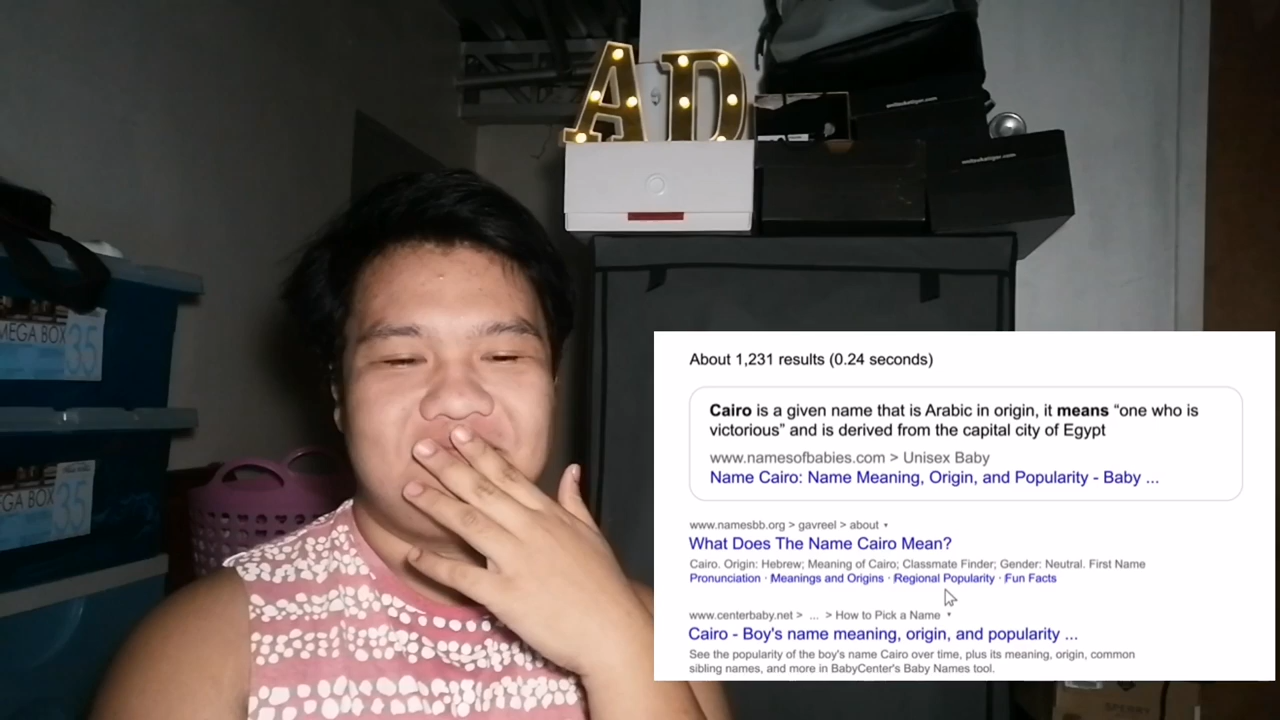 AD
unitedkaiiger.com
unitedkaiiger.com
MEGA BOX
35
GA BOX
35
About 1,231 results (0.24 seconds)
Cairo is a given name that is Arabic in origin, it means “one who is
victorious” and is derived from the capital city of Egypt
www.namesofbabies.com > Unisex Baby
Name Cairo: Name Meaning, Origin, and Popularity - Baby ...
www.namesbb.org > gavreel > about
What Does The Name Cairo Mean?
Cairo. Origin: Hebrew; Meaning of Cairo; Classmate Finder; Gender: Neutral. First Name
Pronunciation · Meanings and Origins · Regional Popularity · Fun Facts
www.centerbaby.net > ... > How to Pick a Name
Cairo - Boy's name meaning, origin, and popularity ...
See the popularity of the boy's name Cairo over time, plus its meaning, origin, common
sibling names, and more in BabyCenter's Baby Names tool.